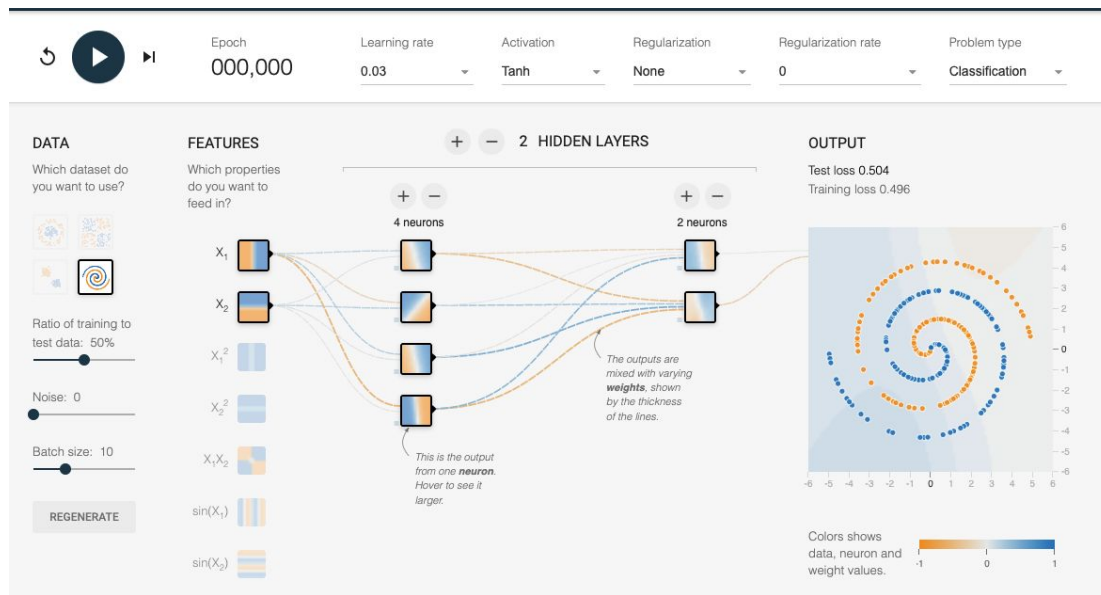 Epoch
000,000
Learning rate
0.03
Activation
Tanh
Regularization
None
Regularization rate
0
Problem type
Classification
DATA
Which dataset do
you want to use?
Ratio of training to
test data: 50%
Noise: 0
Batch size: 10
REGENERATE
FEATURES
Which properties
do you want to
feed in?
X₁
X₂
X₁²
X₂²
X₁X₂
sin(X₁)
sin(X₂)
+ − 2 HIDDEN LAYERS
+ −
4 neurons
+ −
2 neurons
This is the output
from one neuron.
Hover to see it
larger.
The outputs are
mixed with varying
weights, shown
by the thickness
of the lines.
OUTPUT
Test loss 0.504
Training loss 0.496
6
5
4
3
2
1
0
-1
-2
-3
-4
-5
-6
-6 -5 -4 -3 -2 -1 0 1 2 3 4 5 6
Colors shows
data, neuron and
weight values.
-1 0 1